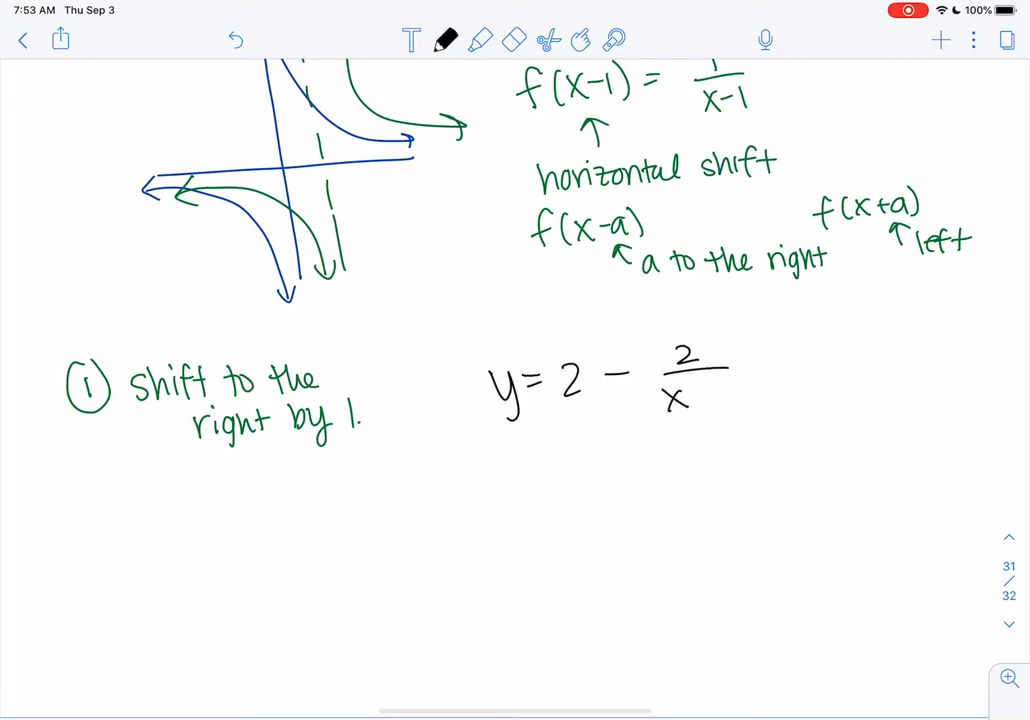 7:53 AM Thu Sep 3
100%
T
f(x-1) = 1/(x-1)
↑
horizontal shift
f(x-a)
f(x+a)
↑ left
↑ a to the right
① shift to the right by 1.
y = 2 - 2/x
31
/
32